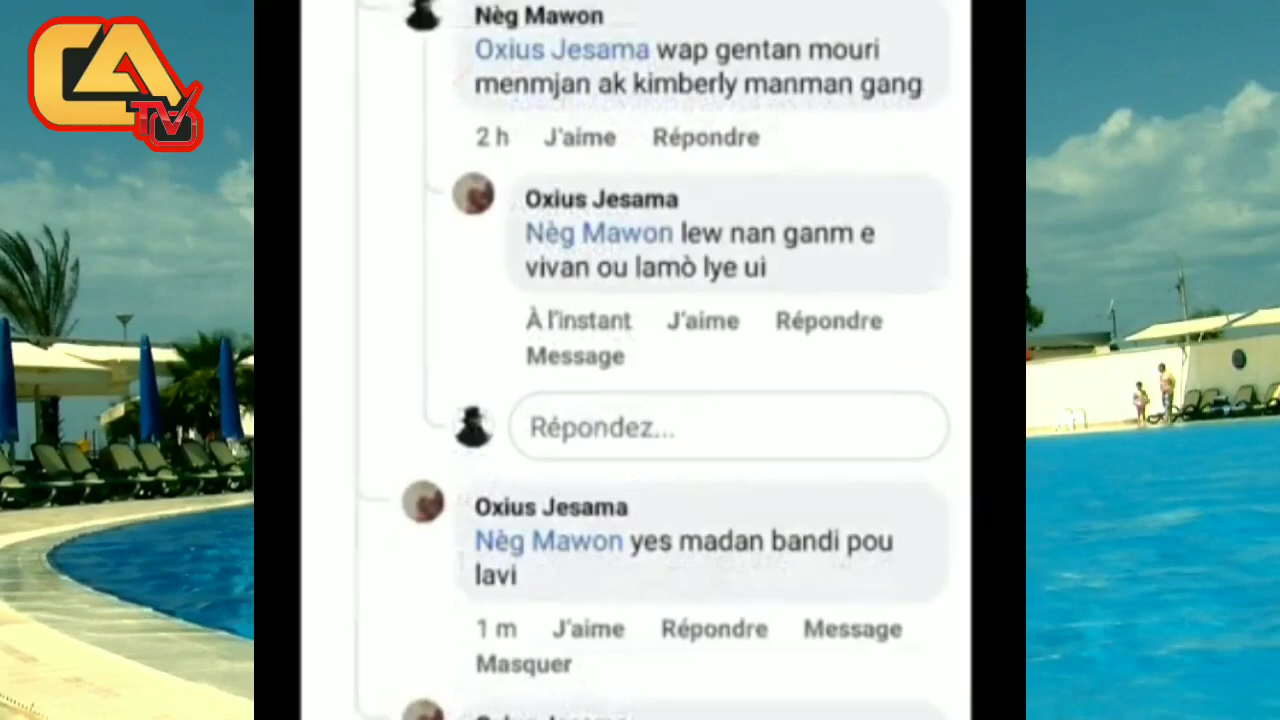 CA
TV
Nèg Mawon
Oxius Jesama wap gentan mouri
menmjan ak kimberly manman gang
2 h J'aime Répondre
Oxius Jesama
Nèg Mawon lew nan ganm e
vivan ou lamò lye ui
À l'instant J'aime Répondre
Message
Répondez...
Oxius Jesama
Nèg Mawon yes madan bandi pou
lavi
1 m J'aime Répondre Message
Masquer